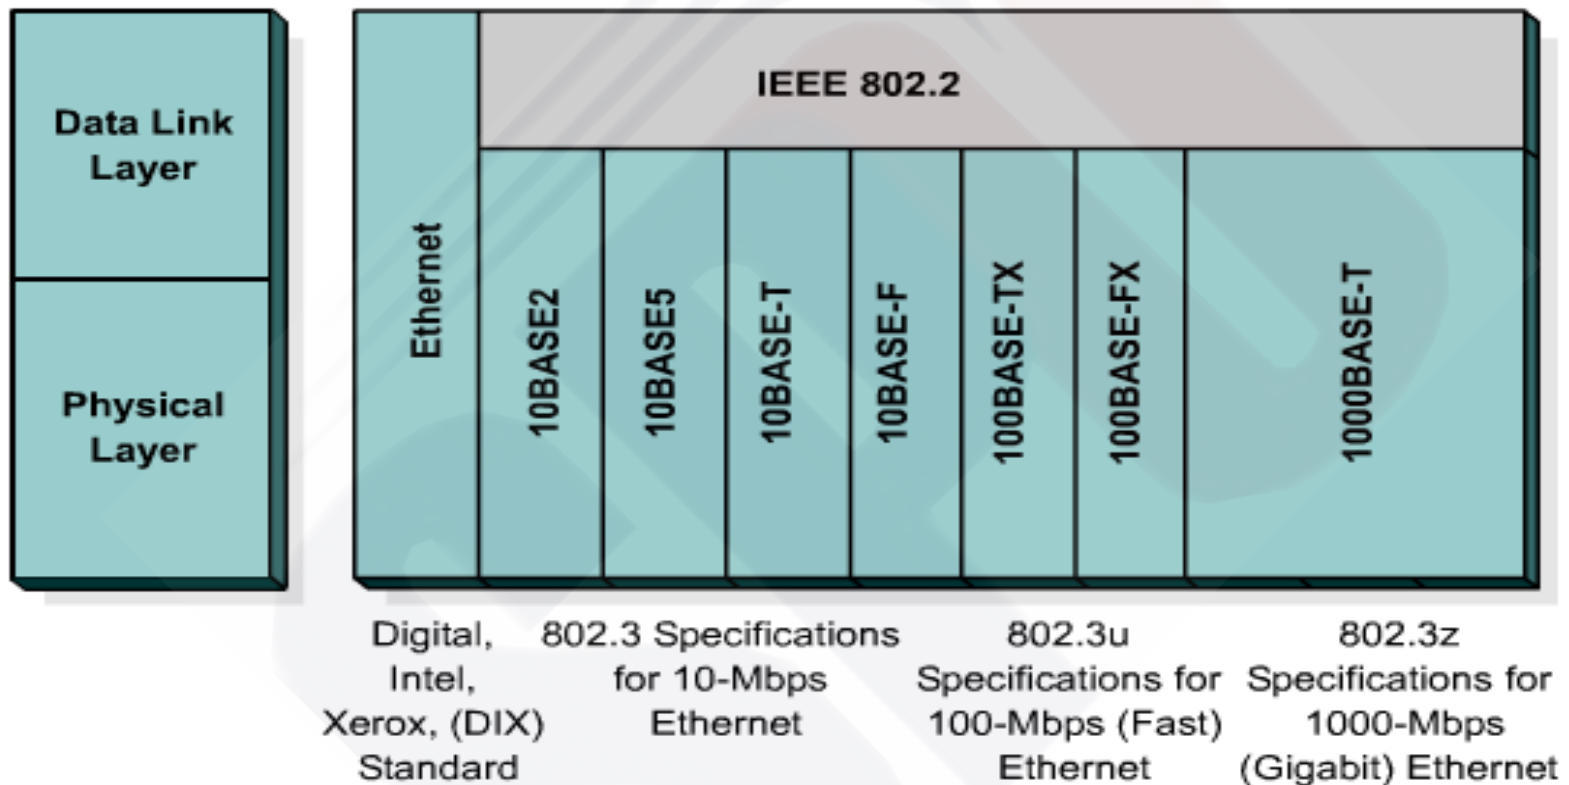 Data Link
Layer
Physical
Layer
IEEE 802.2
Ethernet
10BASE2
10BASE5
10BASE-T
10BASE-F
100BASE-TX
100BASE-FX
1000BASE-T
Digital,
Intel,
Xerox, (DIX)
Standard
802.3 Specifications
for 10-Mbps
Ethernet
802.3u
Specifications for
100-Mbps (Fast)
Ethernet
802.3z
Specifications for
1000-Mbps
(Gigabit) Ethernet